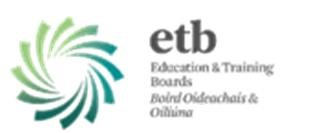 etb
Education & Training
Boards
Boird Oideachais &
Oiliúna